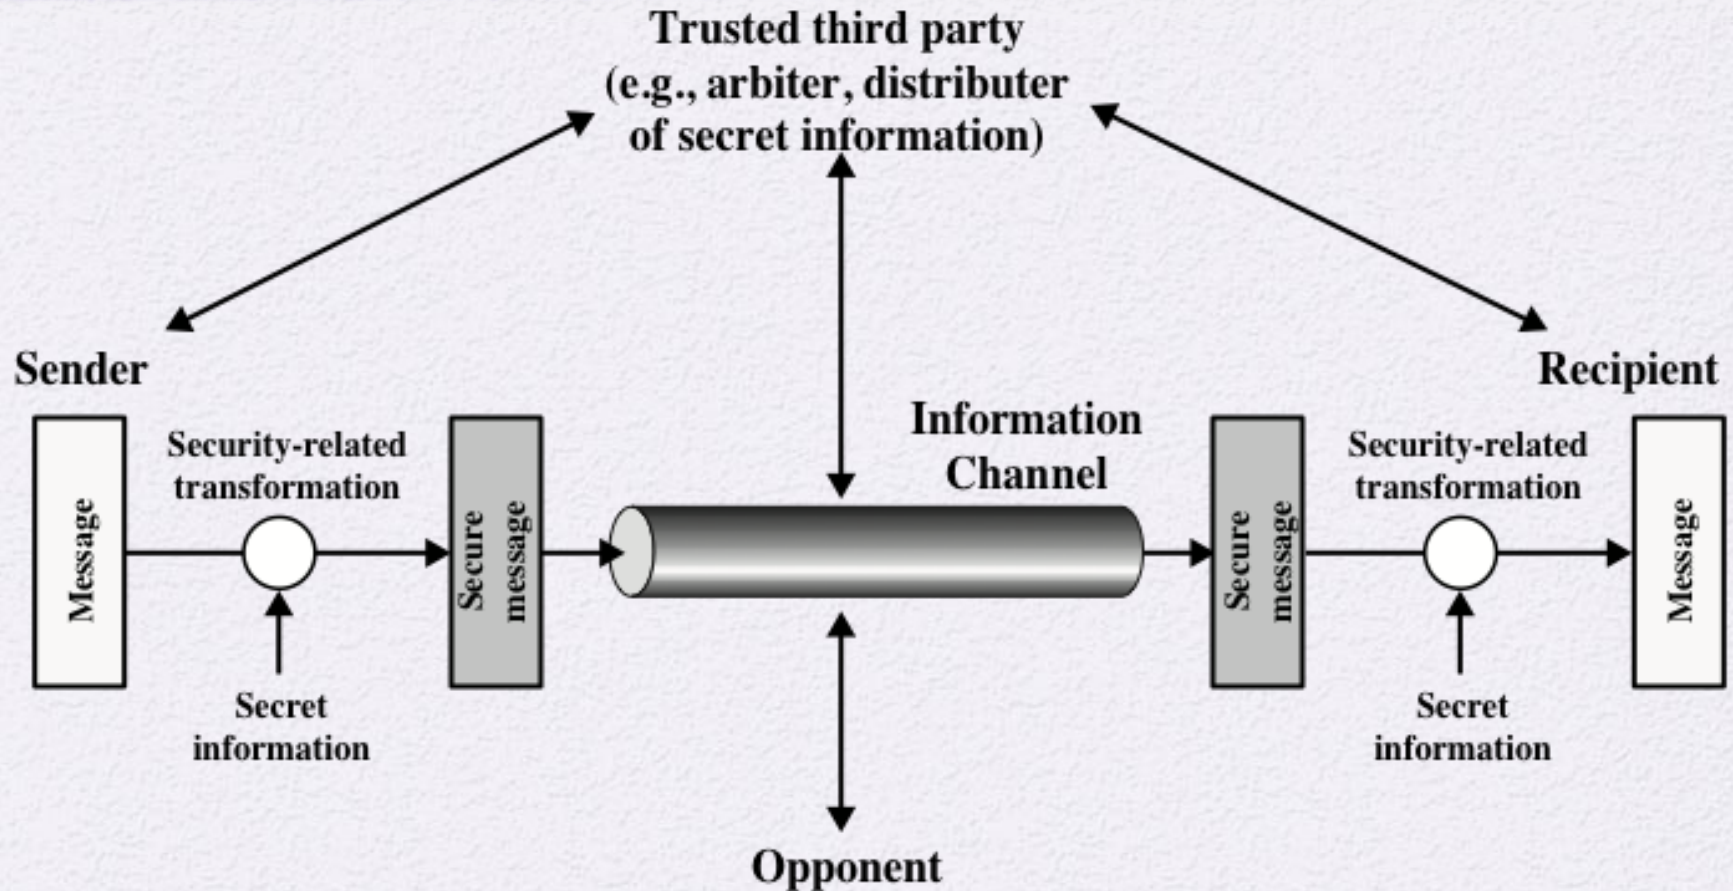 Trusted third party
(e.g., arbiter, distributer
of secret information)
Sender
Recipient
Information
Channel
Security-related
transformation
Security-related
transformation
Message
Secure
message
Secure
message
Message
Secret
information
Secret
information
Opponent